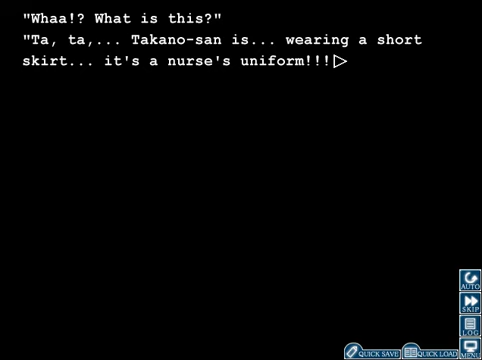 "Whaa!? What is this?"
"Ta, ta,... Takano-san is... wearing a short
skirt... it's a nurse's uniform!!!
AUTO
SKIP
LOG
QUICK SAVE
QUICK LOAD
MENU